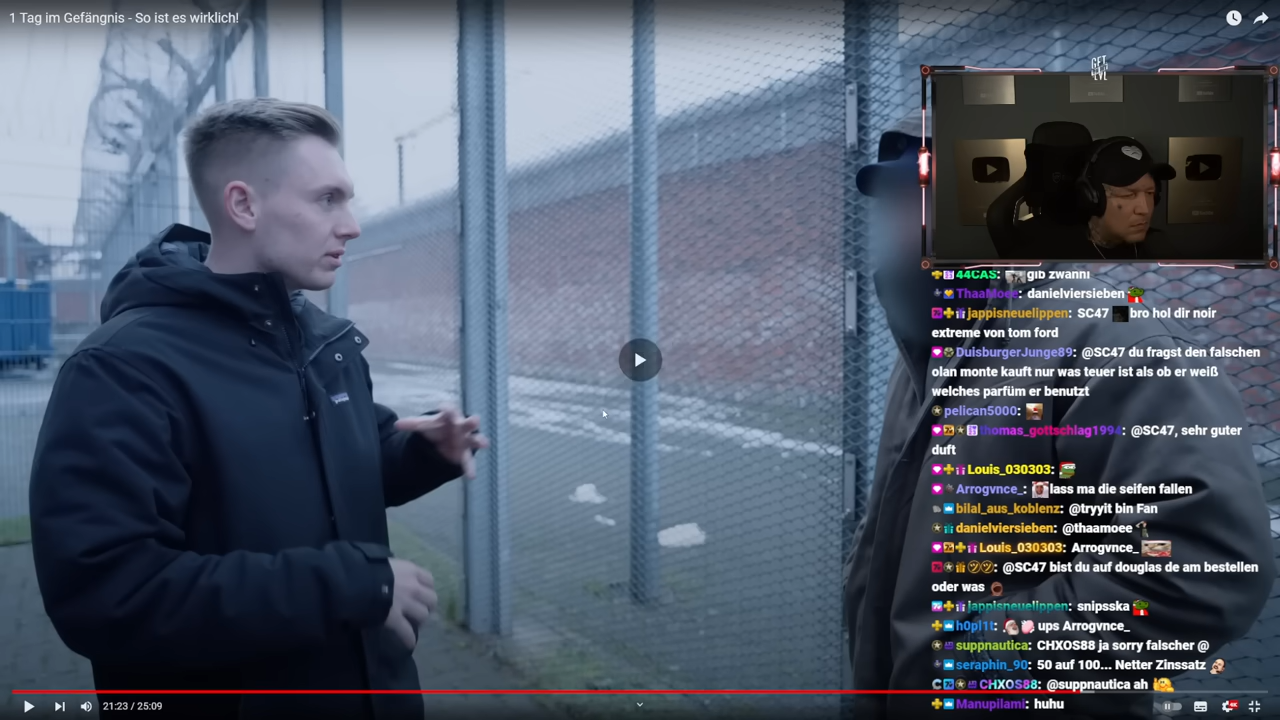 1 Tag im Gefängnis - So ist es wirklich!
44CAS: gib zwanni
ThaaMoee: danielviersieben
jappisneuelippen: SC47 bro hol dir noir
extreme von tom ford
DuisburgerJunge89: @SC47 du fragst den falschen
olan monte kauft nur was teuer ist als ob er weiß
welches parfüm er benutzt
pelican5000:
thomas_gottschlag1994: @SC47, sehr guter
duft
Louis_030303:
Arrogvnce_: lass ma die seifen fallen
bilal_aus_koblenz: @tryyit bin Fan
danielviersieben: @thaamoee
Louis_030303: Arrogvnce_
ツツ: @SC47 bist du auf douglas de am bestellen
oder was
jappisneuelippen: snipsska
h0pl1t: ups Arrogvnce_
suppnautica: CHXOS88 ja sorry falscher @
seraphin_90: 50 auf 100... Netter Zinssatz
CHXOS88: @suppnautica ah
Manupilami: huhu
21:23 / 25:09